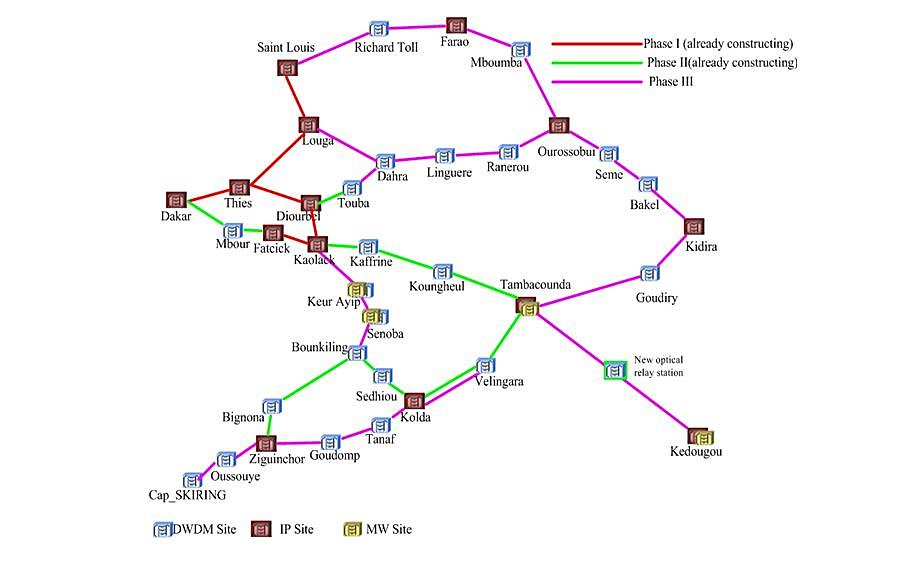 Saint Louis
Richard Toll
Farao
Mboumba
Phase I (already constructing)
Phase II(already constructing)
Phase III
Louga
Dahra
Linguere
Ranerou
Ourossobui
Seme
Bakel
Kidira
Goudiry
Dakar
Thies
Diourbel
Touba
Mbour
Fatcick
Kaolack
Kaffrine
Koungheul
Tambacounda
Keur Ayip
Senoba
Bounkiling
Sedhiou
Kolda
Velingara
New optical
relay station
Kedougou
Bignona
Ziguinchor
Goudomp
Tanaf
Oussouye
Cap_SKIRING
DWDM Site
IP Site
MW Site